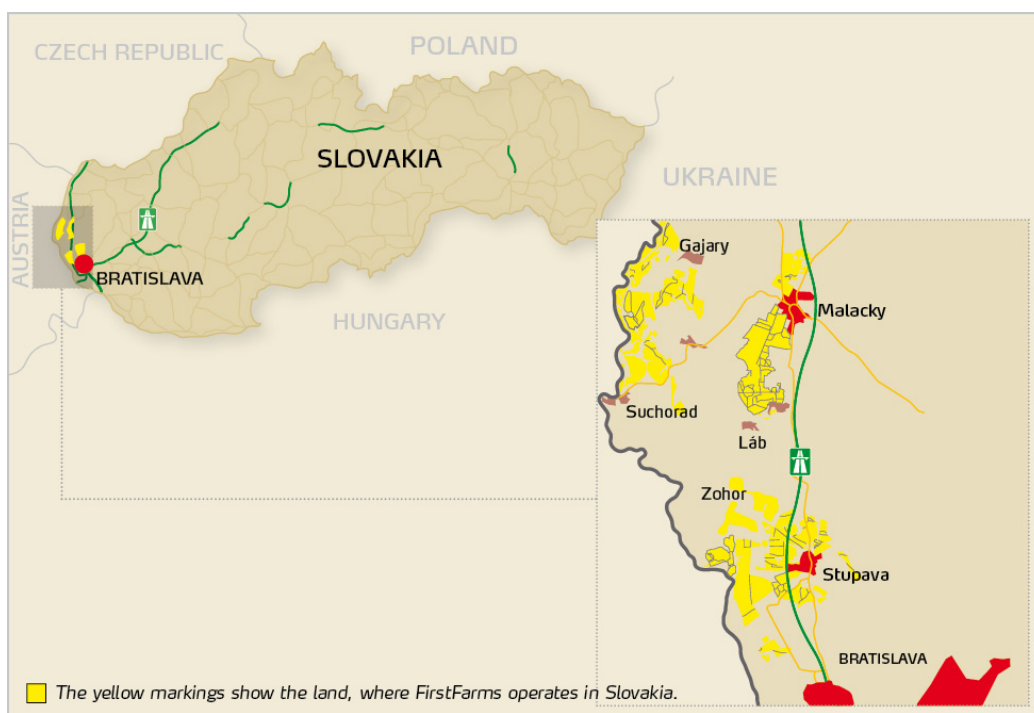 CZECH REPUBLIC
POLAND
SLOVAKIA
UKRAINE
AUSTRIA
BRATISLAVA
HUNGARY
Gajary
Malacky
Suchorad
Láb
Zohor
Stupava
BRATISLAVA
The yellow markings show the land, where FirstFarms operates in Slovakia.